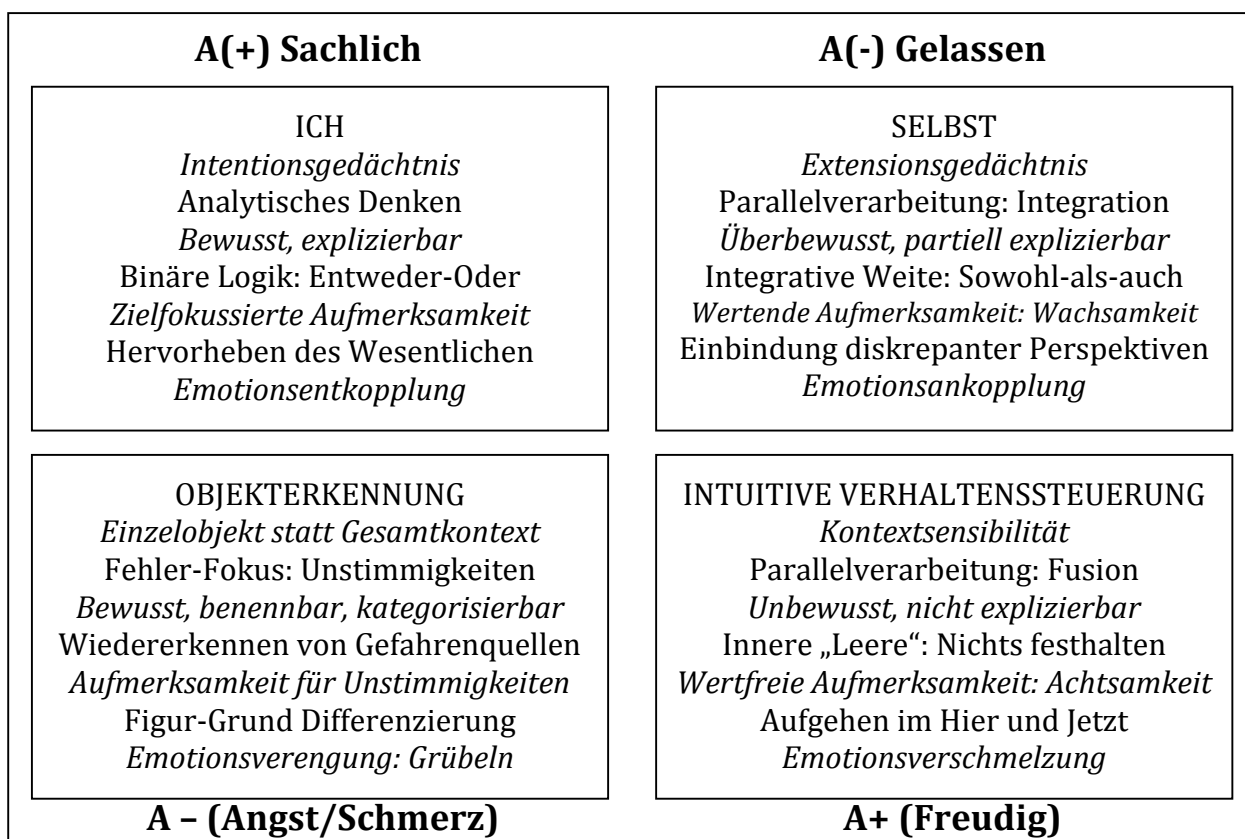 A(+) Sachlich
ICH
Intentionsgedächtnis
Analytisches Denken
Bewusst, explizierbar
Binäre Logik: Entweder-Oder
Zielfokussierte Aufmerksamkeit
Hervorheben des Wesentlichen
Emotionsentkopplung
A(-) Gelassen
SELBST
Extensionsgedächtnis
Parallelverarbeitung: Integration
Überbewusst, partiell explizierbar
Integrative Weite: Sowohl-als-auch
Wertende Aufmerksamkeit: Wachsamkeit
Einbindung diskrepanter Perspektiven
Emotionsankopplung
OBJEKTERKENNUNG
Einzelobjekt statt Gesamtkontext
Fehler-Fokus: Unstimmigkeiten
Bewusst, benennbar, kategorisierbar
Wiedererkennen von Gefahrenquellen
Aufmerksamkeit für Unstimmigkeiten
Figur-Grund Differenzierung
Emotionsverengung: Grübeln
A – (Angst/Schmerz)
INTUITIVE VERHALTENSSTEUERUNG
Kontextsensibilität
Parallelverarbeitung: Fusion
Unbewusst, nicht explizierbar
Innere „Leere“: Nichts festhalten
Wertfreie Aufmerksamkeit: Achtsamkeit
Aufgehen im Hier und Jetzt
Emotionsverschmelzung
A+ (Freudig)